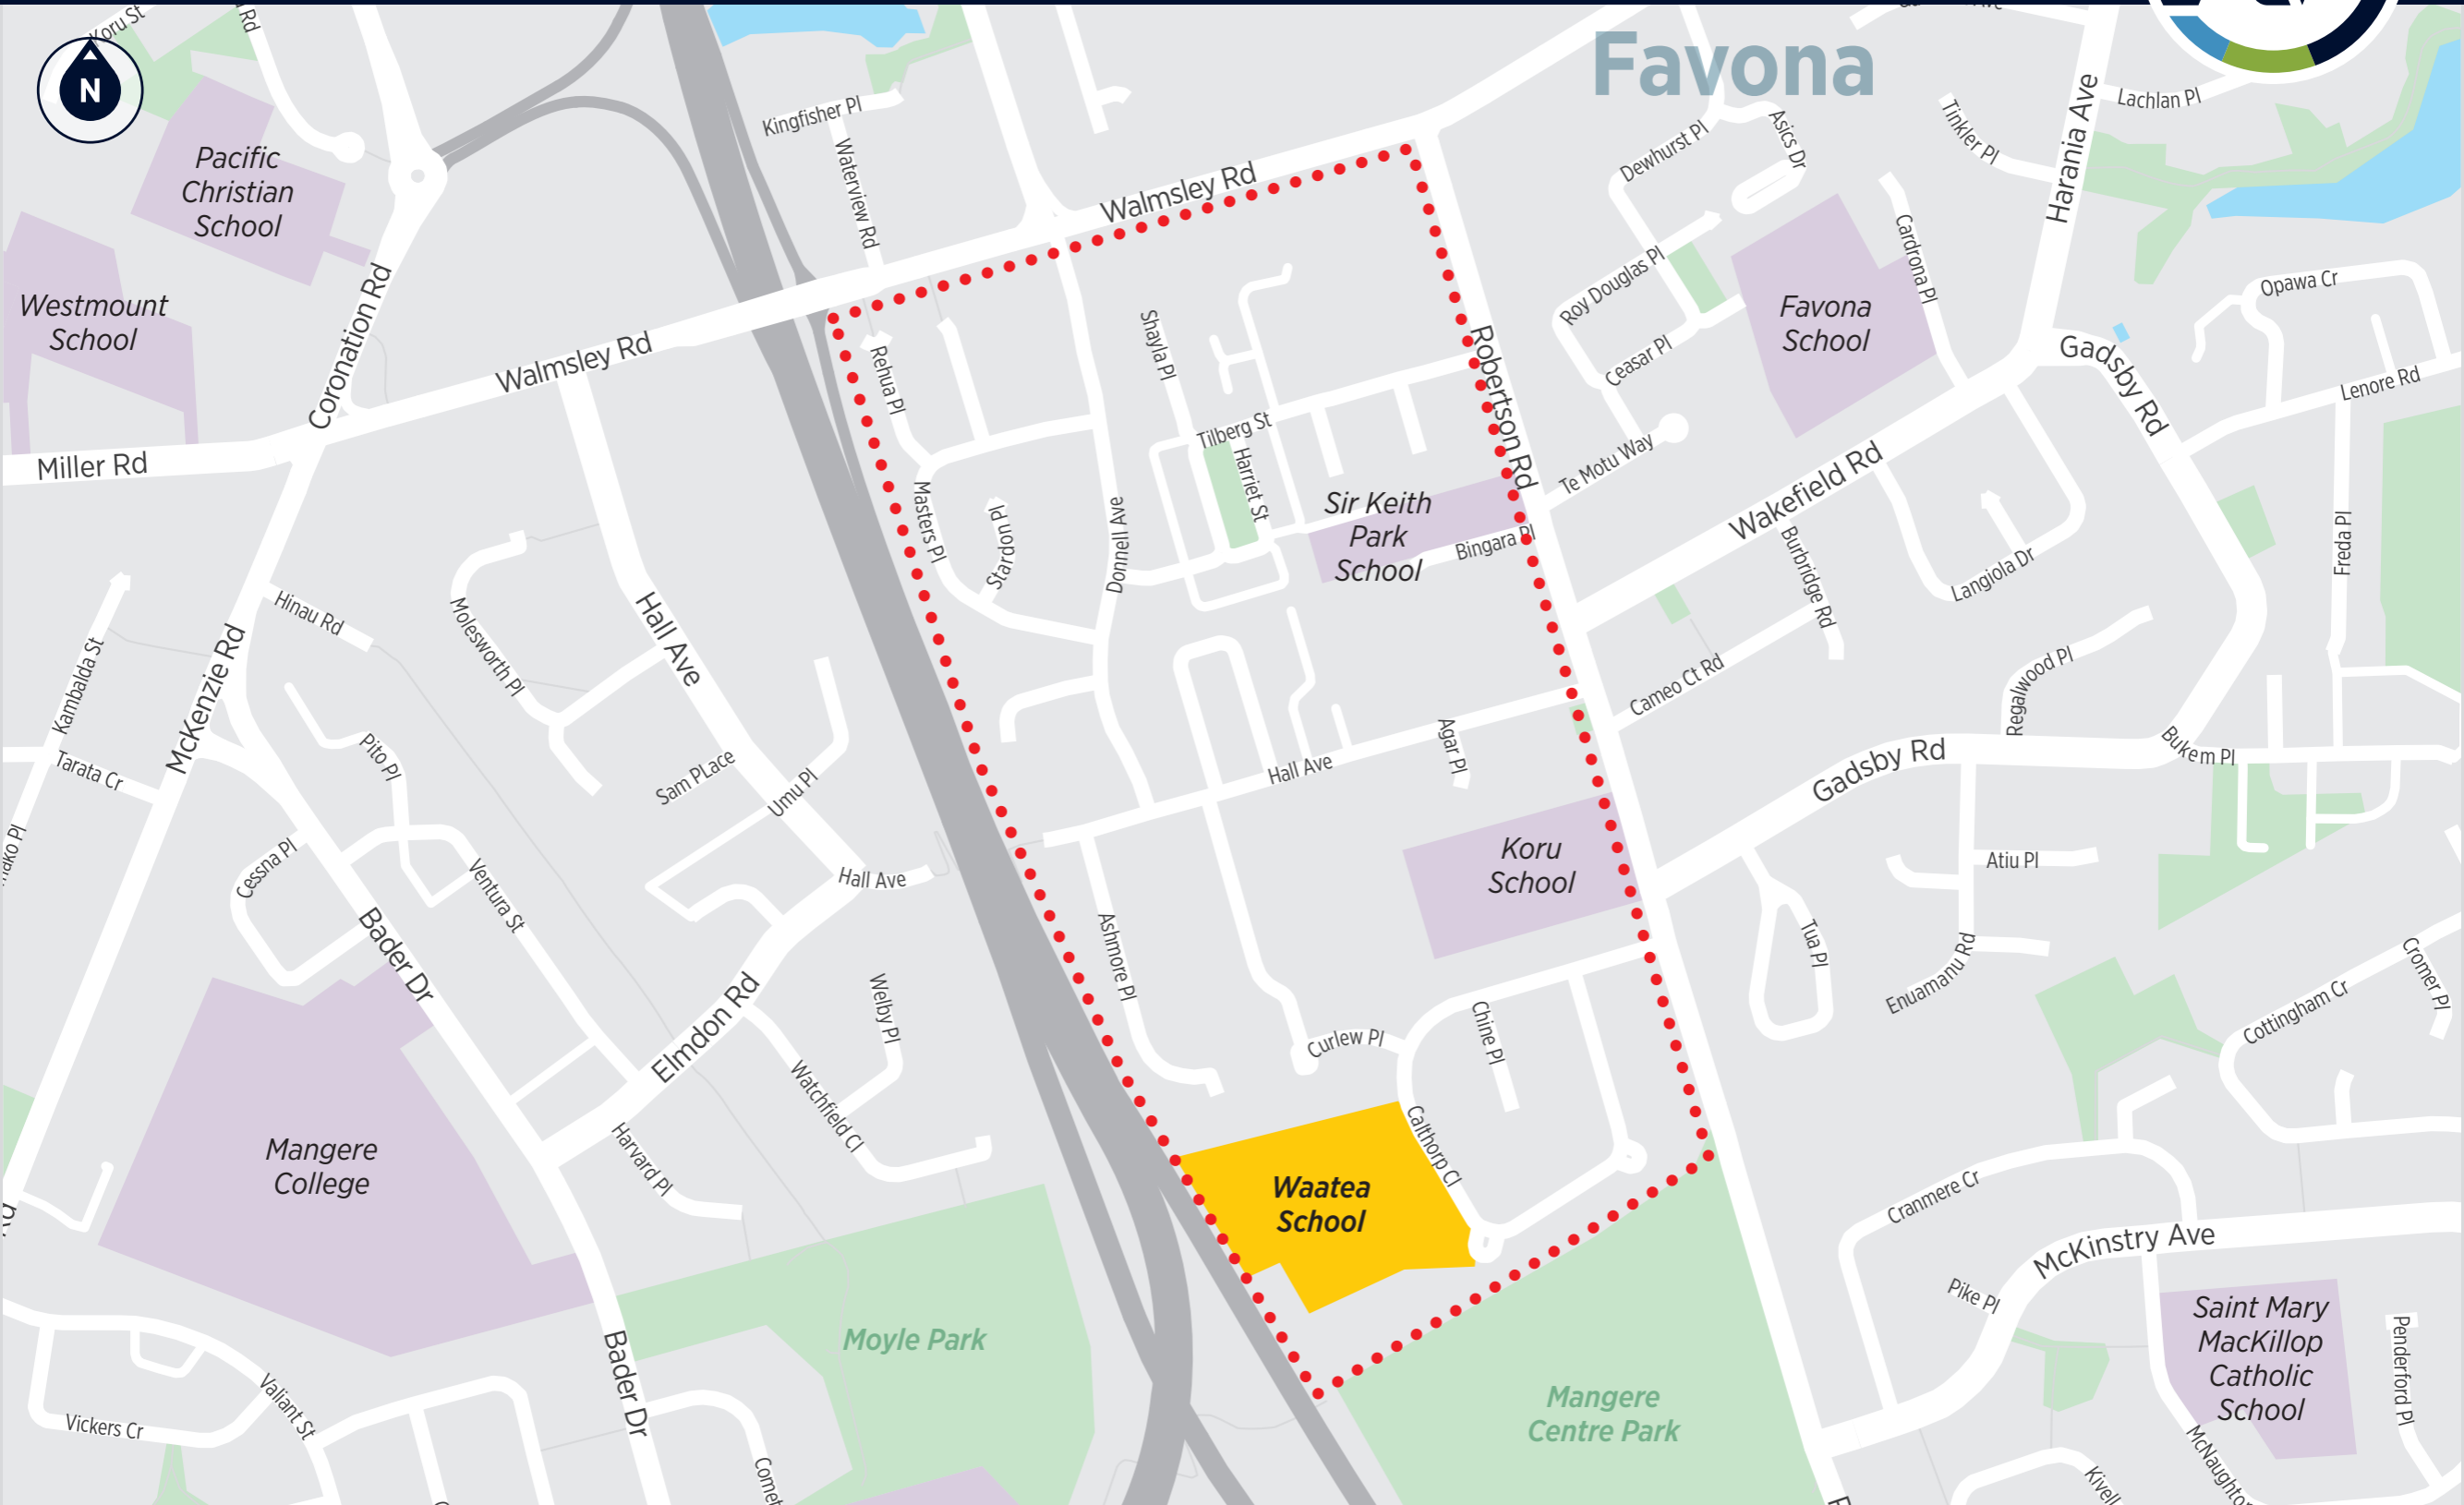 Koru St
Rd
N
Favona
Lachlan Pl
Tinkler Pl
Harania Ave
Kingfisher Pl
Waterview Rd
Dewhurst Pl
Asics Dr
Pacific
Christian
School
Walmsley Rd
Cardrona Pl
Westmount
School
Coronation Rd
Roy Douglas Pl
Favona
School
Opawa Cr
Walmsley Rd
Rehua Pl
Shayla Pl
Robertson Rd
Ceasar Pl
Gadsby Rd
Lenore Rd
Miller Rd
Tilberg St
Harriet St
Te Motu Way
Wakefield Rd
Masters Pl
Stardon Pl
Donnell Ave
Sir Keith
Park
School
Bingara Pl
Burbridge Rd
Langiola Dr
Freda Pl
Hinau Rd
Molesworth Pl
Hall Ave
Kambalda St
McKenzie Rd
Cameo Ct Rd
Regalwood Pl
Tarata Cr
Pito Pl
Sam PLace
Umu Pl
Hall Ave
Agar Pl
Gadsby Rd
Bukem Pl
Cessna Pl
Ventura St
Hall Ave
Koru
School
Atiu Pl
Bader Dr
Ashmore Pl
Tua Pl
Enuamanu Rd
Cromer Pl
Cottingham Cr
Elmdon Rd
Welby Pl
Watchfield Cl
Curlew Pl
Chine Pl
Mangere
College
Harvard Pl
Calthorp Cl
Waatea
School
Cranmere Cr
McKinstry Ave
Pike Pl
Moyle Park
Bader Dr
Mangere
Centre Park
Saint Mary
MacKillop
Catholic
School
Penderford Pl
Vickers Cr
Valiant St